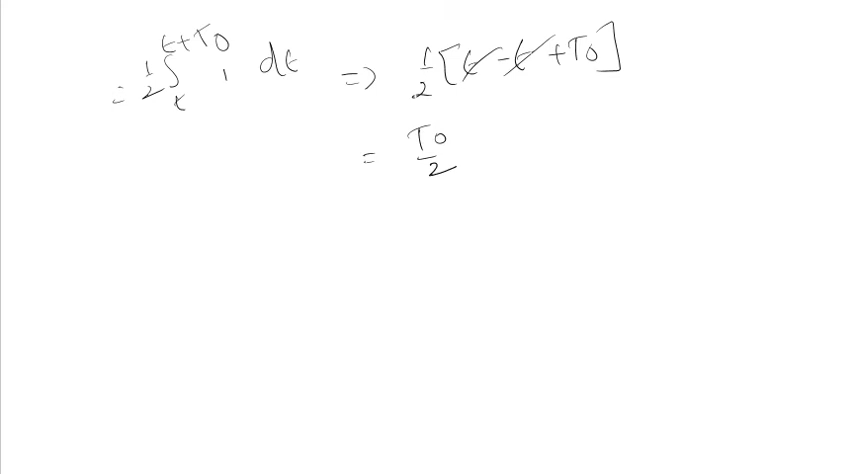 = 1/2 ∫_t^{t+T0} 1 dt => 1/2 [t - t + T0]
= T0/2